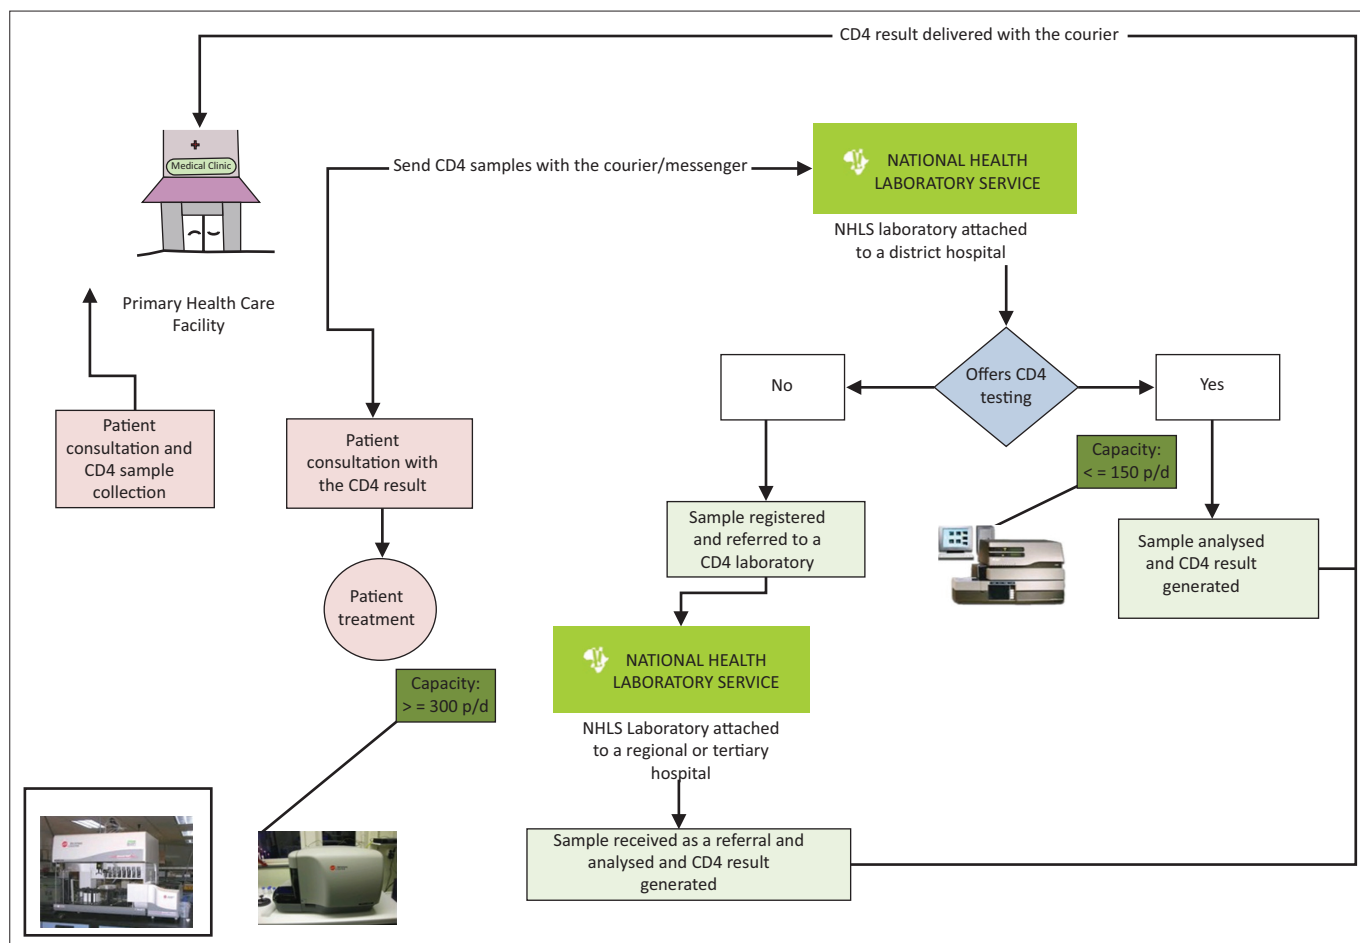 CD4 result delivered with the courier
Medical Clinic
Send CD4 samples with the courier/messenger
NATIONAL HEALTH
LABORATORY SERVICE
NHLS laboratory attached
to a district hospital
Primary Health Care
Facility
No
Offers CD4
testing
Yes
Patient
consultation and
CD4 sample
collection
Patient
consultation with
the CD4 result
Capacity:
< = 150 p/d
Sample registered
and referred to a
CD4 laboratory
Sample analysed
and CD4 result
generated
Patient
treatment
NATIONAL HEALTH
LABORATORY SERVICE
Capacity:
> = 300 p/d
NHLS Laboratory attached
to a regional or tertiary
hospital
Sample received as a referral and
analysed and CD4 result
generated